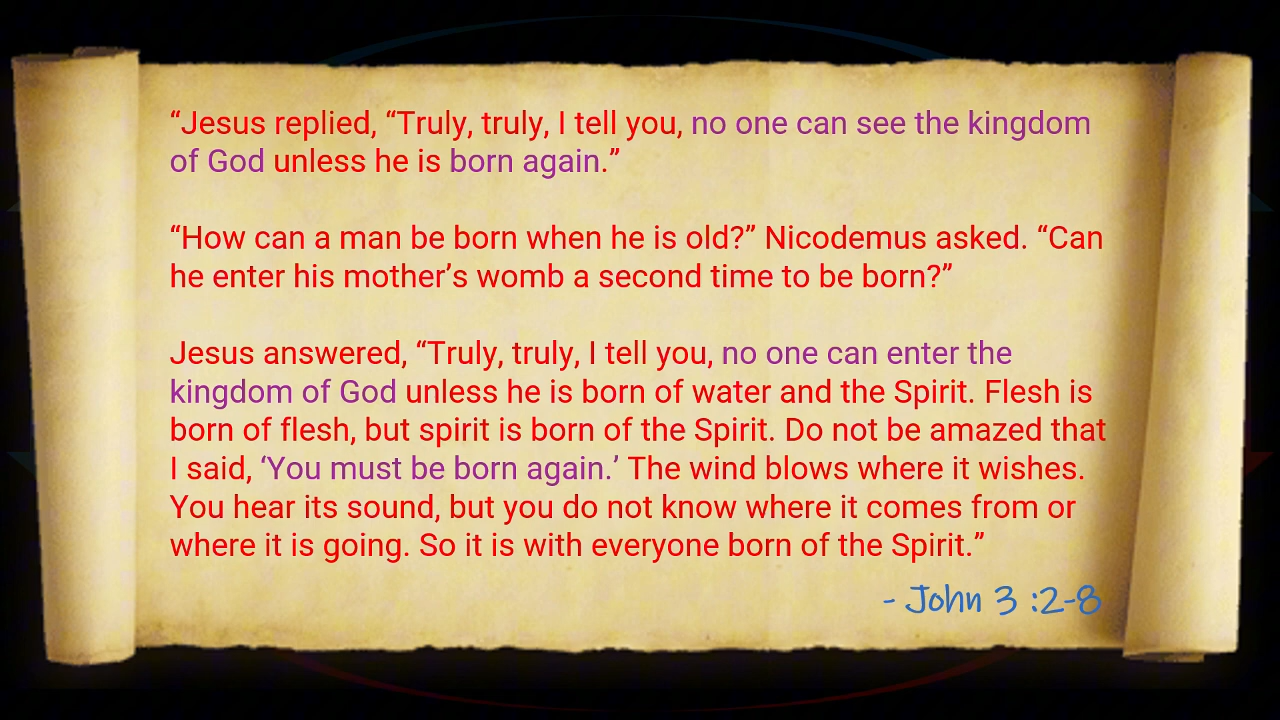 “Jesus replied, “Truly, truly, I tell you, no one can see the kingdom
of God unless he is born again.”
“How can a man be born when he is old?” Nicodemus asked. “Can
he enter his mother’s womb a second time to be born?”
Jesus answered, “Truly, truly, I tell you, no one can enter the
kingdom of God unless he is born of water and the Spirit. Flesh is
born of flesh, but spirit is born of the Spirit. Do not be amazed that
I said, ‘You must be born again.’ The wind blows where it wishes.
You hear its sound, but you do not know where it comes from or
where it is going. So it is with everyone born of the Spirit.”
- John 3 :2-8